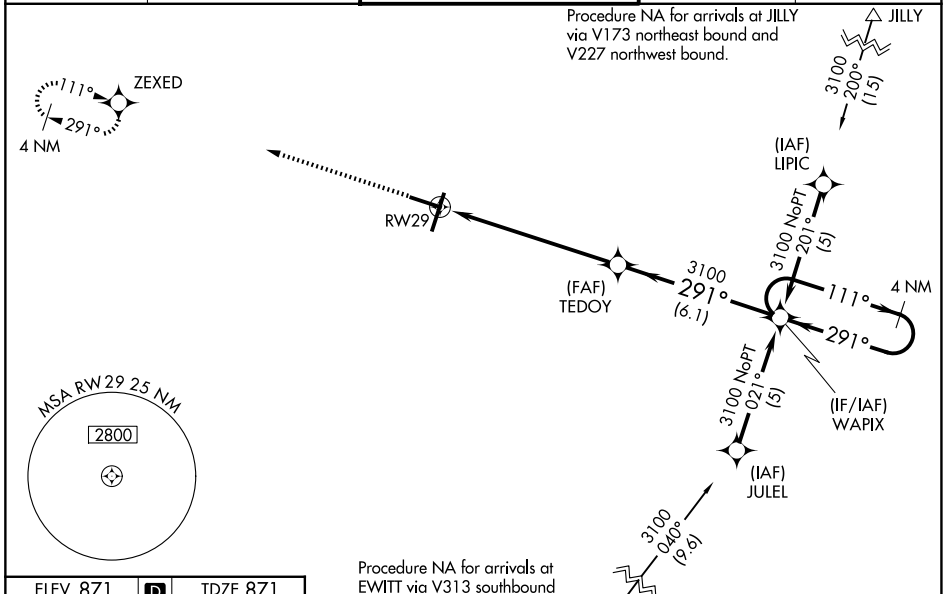 Procedure NA for arrivals at JILLY
via V173 northeast bound and
V227 northwest bound.
JILLY
3100
200°
(15)
ZEXED
111°
291°
4 NM
(IAF)
LIPIC
3100 NoPT
201°
(5)
RW29
(FAF)
TEDOY
3100
291°
(6.1)
111°
4 NM
291°
(IF/IAF)
WAPIX
3100 NoPT
021°
(5)
(IAF)
JULEL
3100
040°
(9.6)
MSA RW29 25 NM
2800
Procedure NA for arrivals at
EWITT via V313 southbound
ELEV 871 D TDZE 871